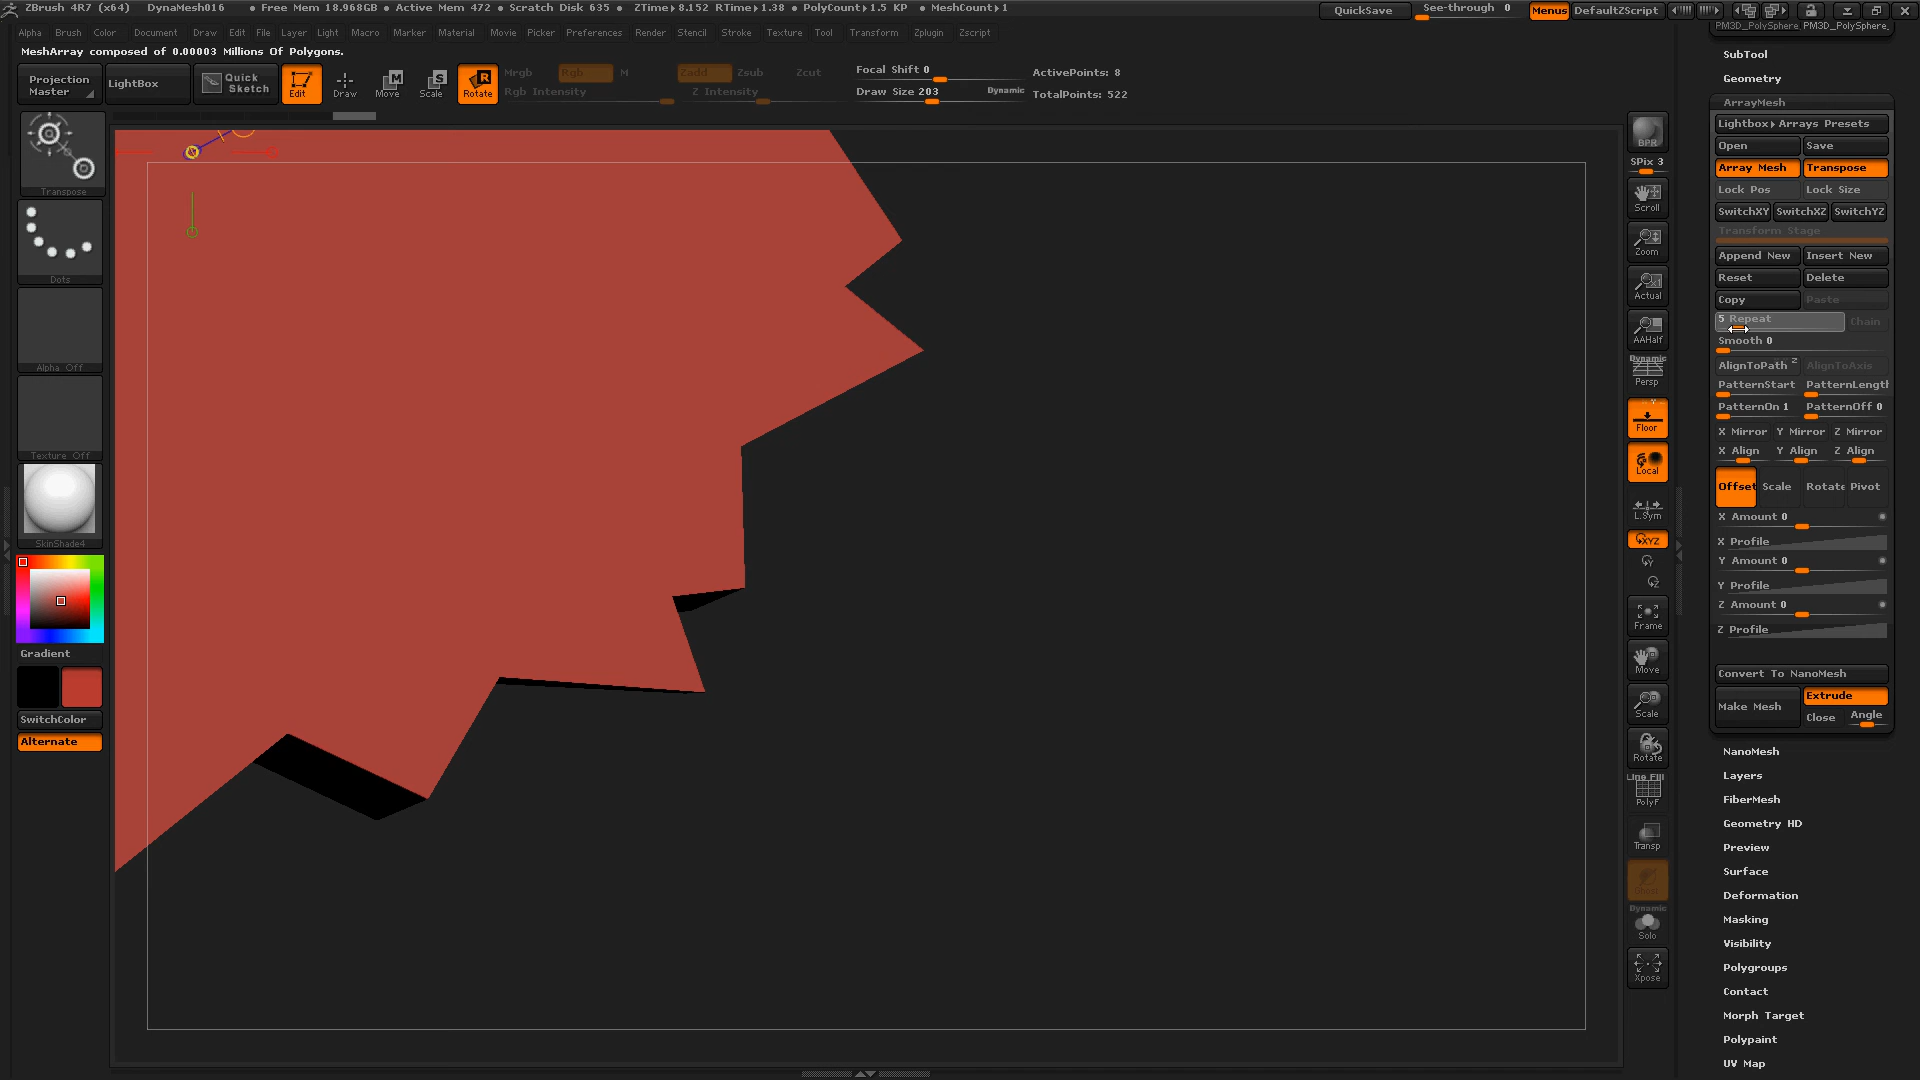 ZBrush 4R7 (x64) DynaMesh016 • Free Mem 18.968GB • Active Mem 472 • Scratch Disk 635 • ZTime▸8.152 RTime▸1.38 • PolyCount▸1.5 KP • MeshCount▸1 QuickSave See-through 0 Menus DefaultZScript
Alpha Brush Color Document Draw Edit File Layer Light Macro Marker Material Movie Picker Preferences Render Stencil Stroke Texture Tool Transform Zplugin Zscript
MeshArray composed of 0.00003 Millions Of Polygons.
Projection Master
LightBox
Quick Sketch
Edit
Draw
Move
Scale
Rotate
Mrgb Rgb M
Rgb Intensity
Zadd Zsub Zcut
Z Intensity
Focal Shift 0
Draw Size 203 Dynamic
ActivePoints: 8
TotalPoints: 522
Transpose
Dots
Alpha Off
Texture Off
SkinShade4
Gradient
SwitchColor
Alternate
BPR
SPix 3
Scroll
Zoom
Actual
AAHalf
Dynamic
Persp
Floor
Local
L.Sym
XYZ
Frame
Move
Scale
Rotate
Line Fill
PolyF
Transp
Ghost
Dynamic
Solo
Xpose
PM3D_PolySphere_ PM3D_PolySphere_
SubTool
Geometry
ArrayMesh
Lightbox▸Arrays Presets
Open Save
Array Mesh Transpose
Lock Pos Lock Size
SwitchXY SwitchXZ SwitchYZ
Transform Stage
Append New Insert New
Reset Delete
Copy Paste
5 Repeat Chain
Smooth 0
AlignToPath AlignToAxis
PatternStart PatternLength
PatternOn 1 PatternOff 0
X Mirror Y Mirror Z Mirror
X Align Y Align Z Align
Offset Scale Rotate Pivot
X Amount 0
X Profile
Y Amount 0
Y Profile
Z Amount 0
Z Profile
Convert To NanoMesh
Make Mesh Extrude
Close Angle
NanoMesh
Layers
FiberMesh
Geometry HD
Preview
Surface
Deformation
Masking
Visibility
Polygroups
Contact
Morph Target
Polypaint
UV Map